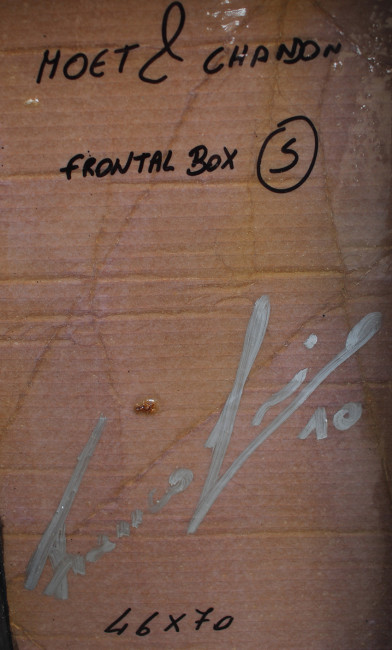 MOET & CHANDON
FRONTAL BOX S
10
46x70